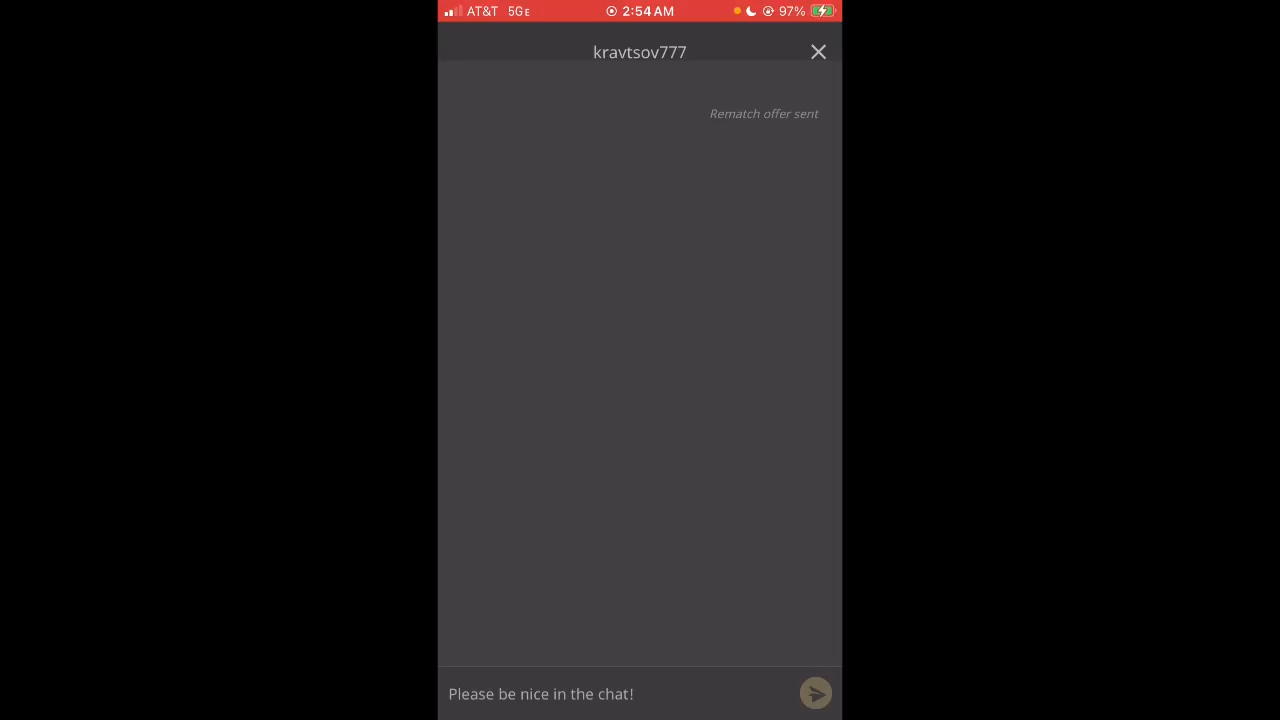 AT&T 5GE 2:54 AM 97%
kravtsov777
Rematch offer sent
Please be nice in the chat!